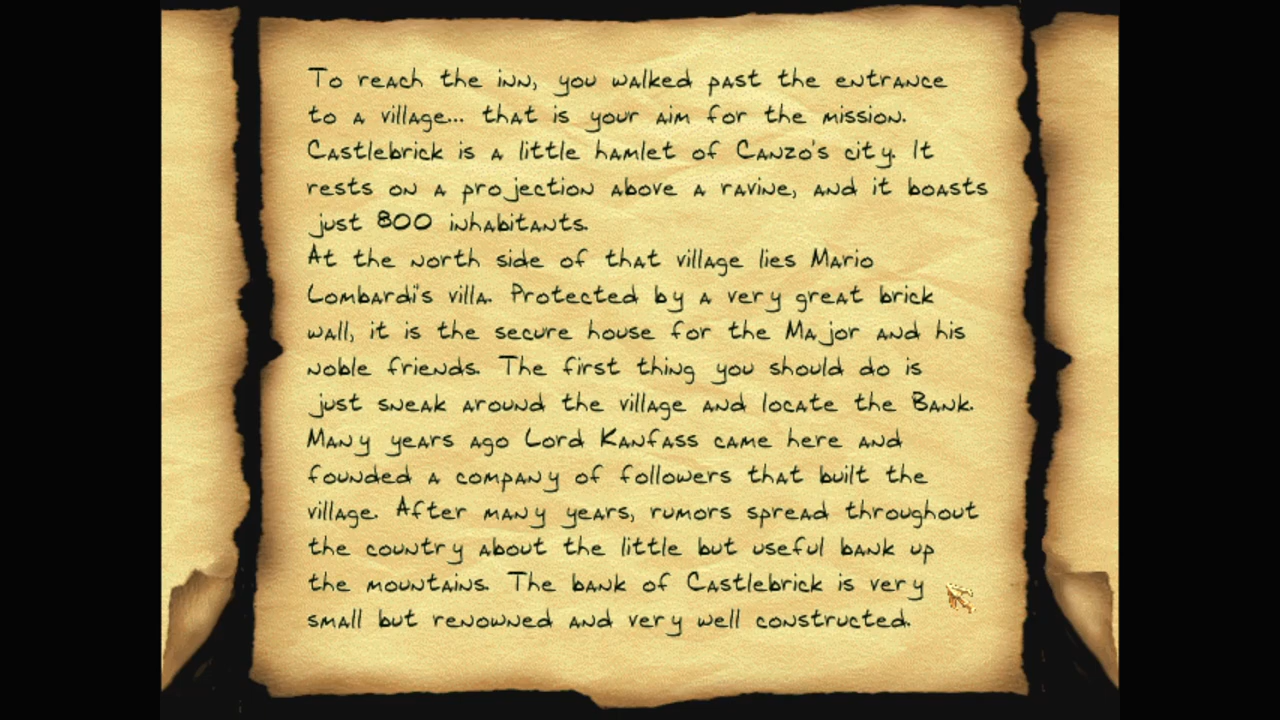 To reach the inn, you walked past the entrance
to a village... that is your aim for the mission.
Castlebrick is a little hamlet of Canzo's city. It
rests on a projection above a ravine, and it boasts
just 800 inhabitants.
At the north side of that village lies Mario
Lombardi's villa. Protected by a very great brick
wall, it is the secure house for the Major and his
noble friends. The first thing you should do is
just sneak around the village and locate the Bank.
Many years ago Lord Kanfass came here and
founded a company of followers that built the
village. After many years, rumors spread throughout
the country about the little but useful bank up
the mountains. The bank of Castlebrick is very
small but renowned and very well constructed.